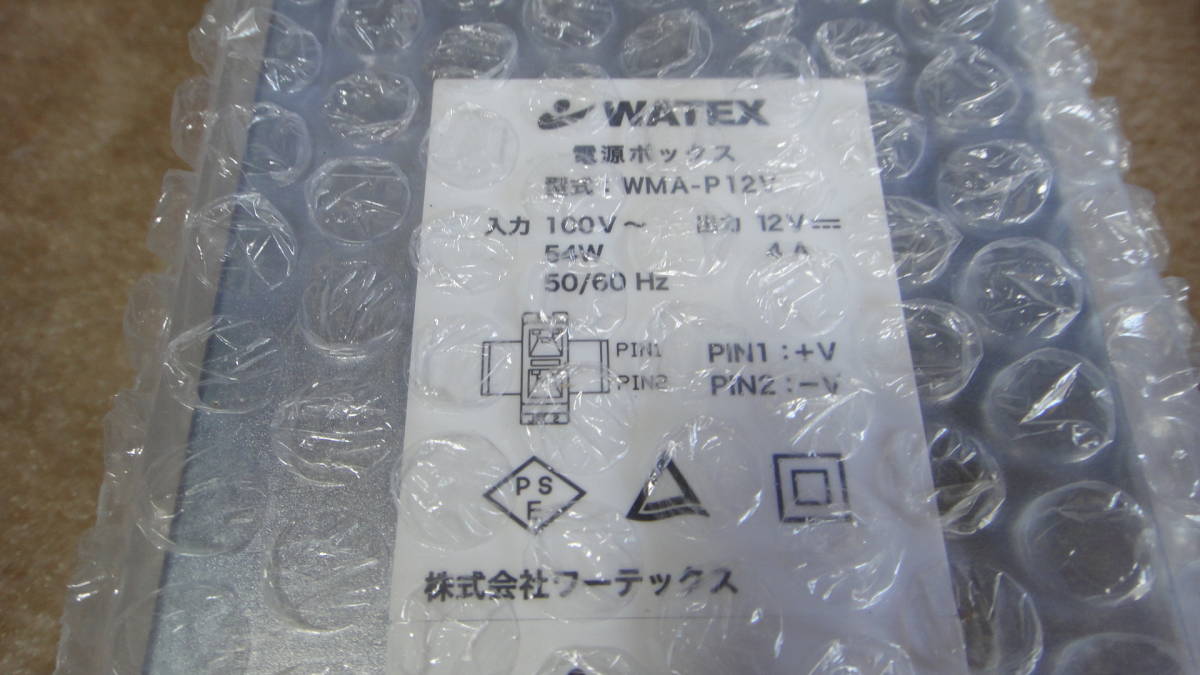 WATEX
電源ボックス
型式：WMA-P12V
入力 100V～ 出力 12V⎓
54W 4A
50/60 Hz
PIN1 PIN1：+V
PIN2 PIN2：−V
PS
E
株式会社ワーテックス